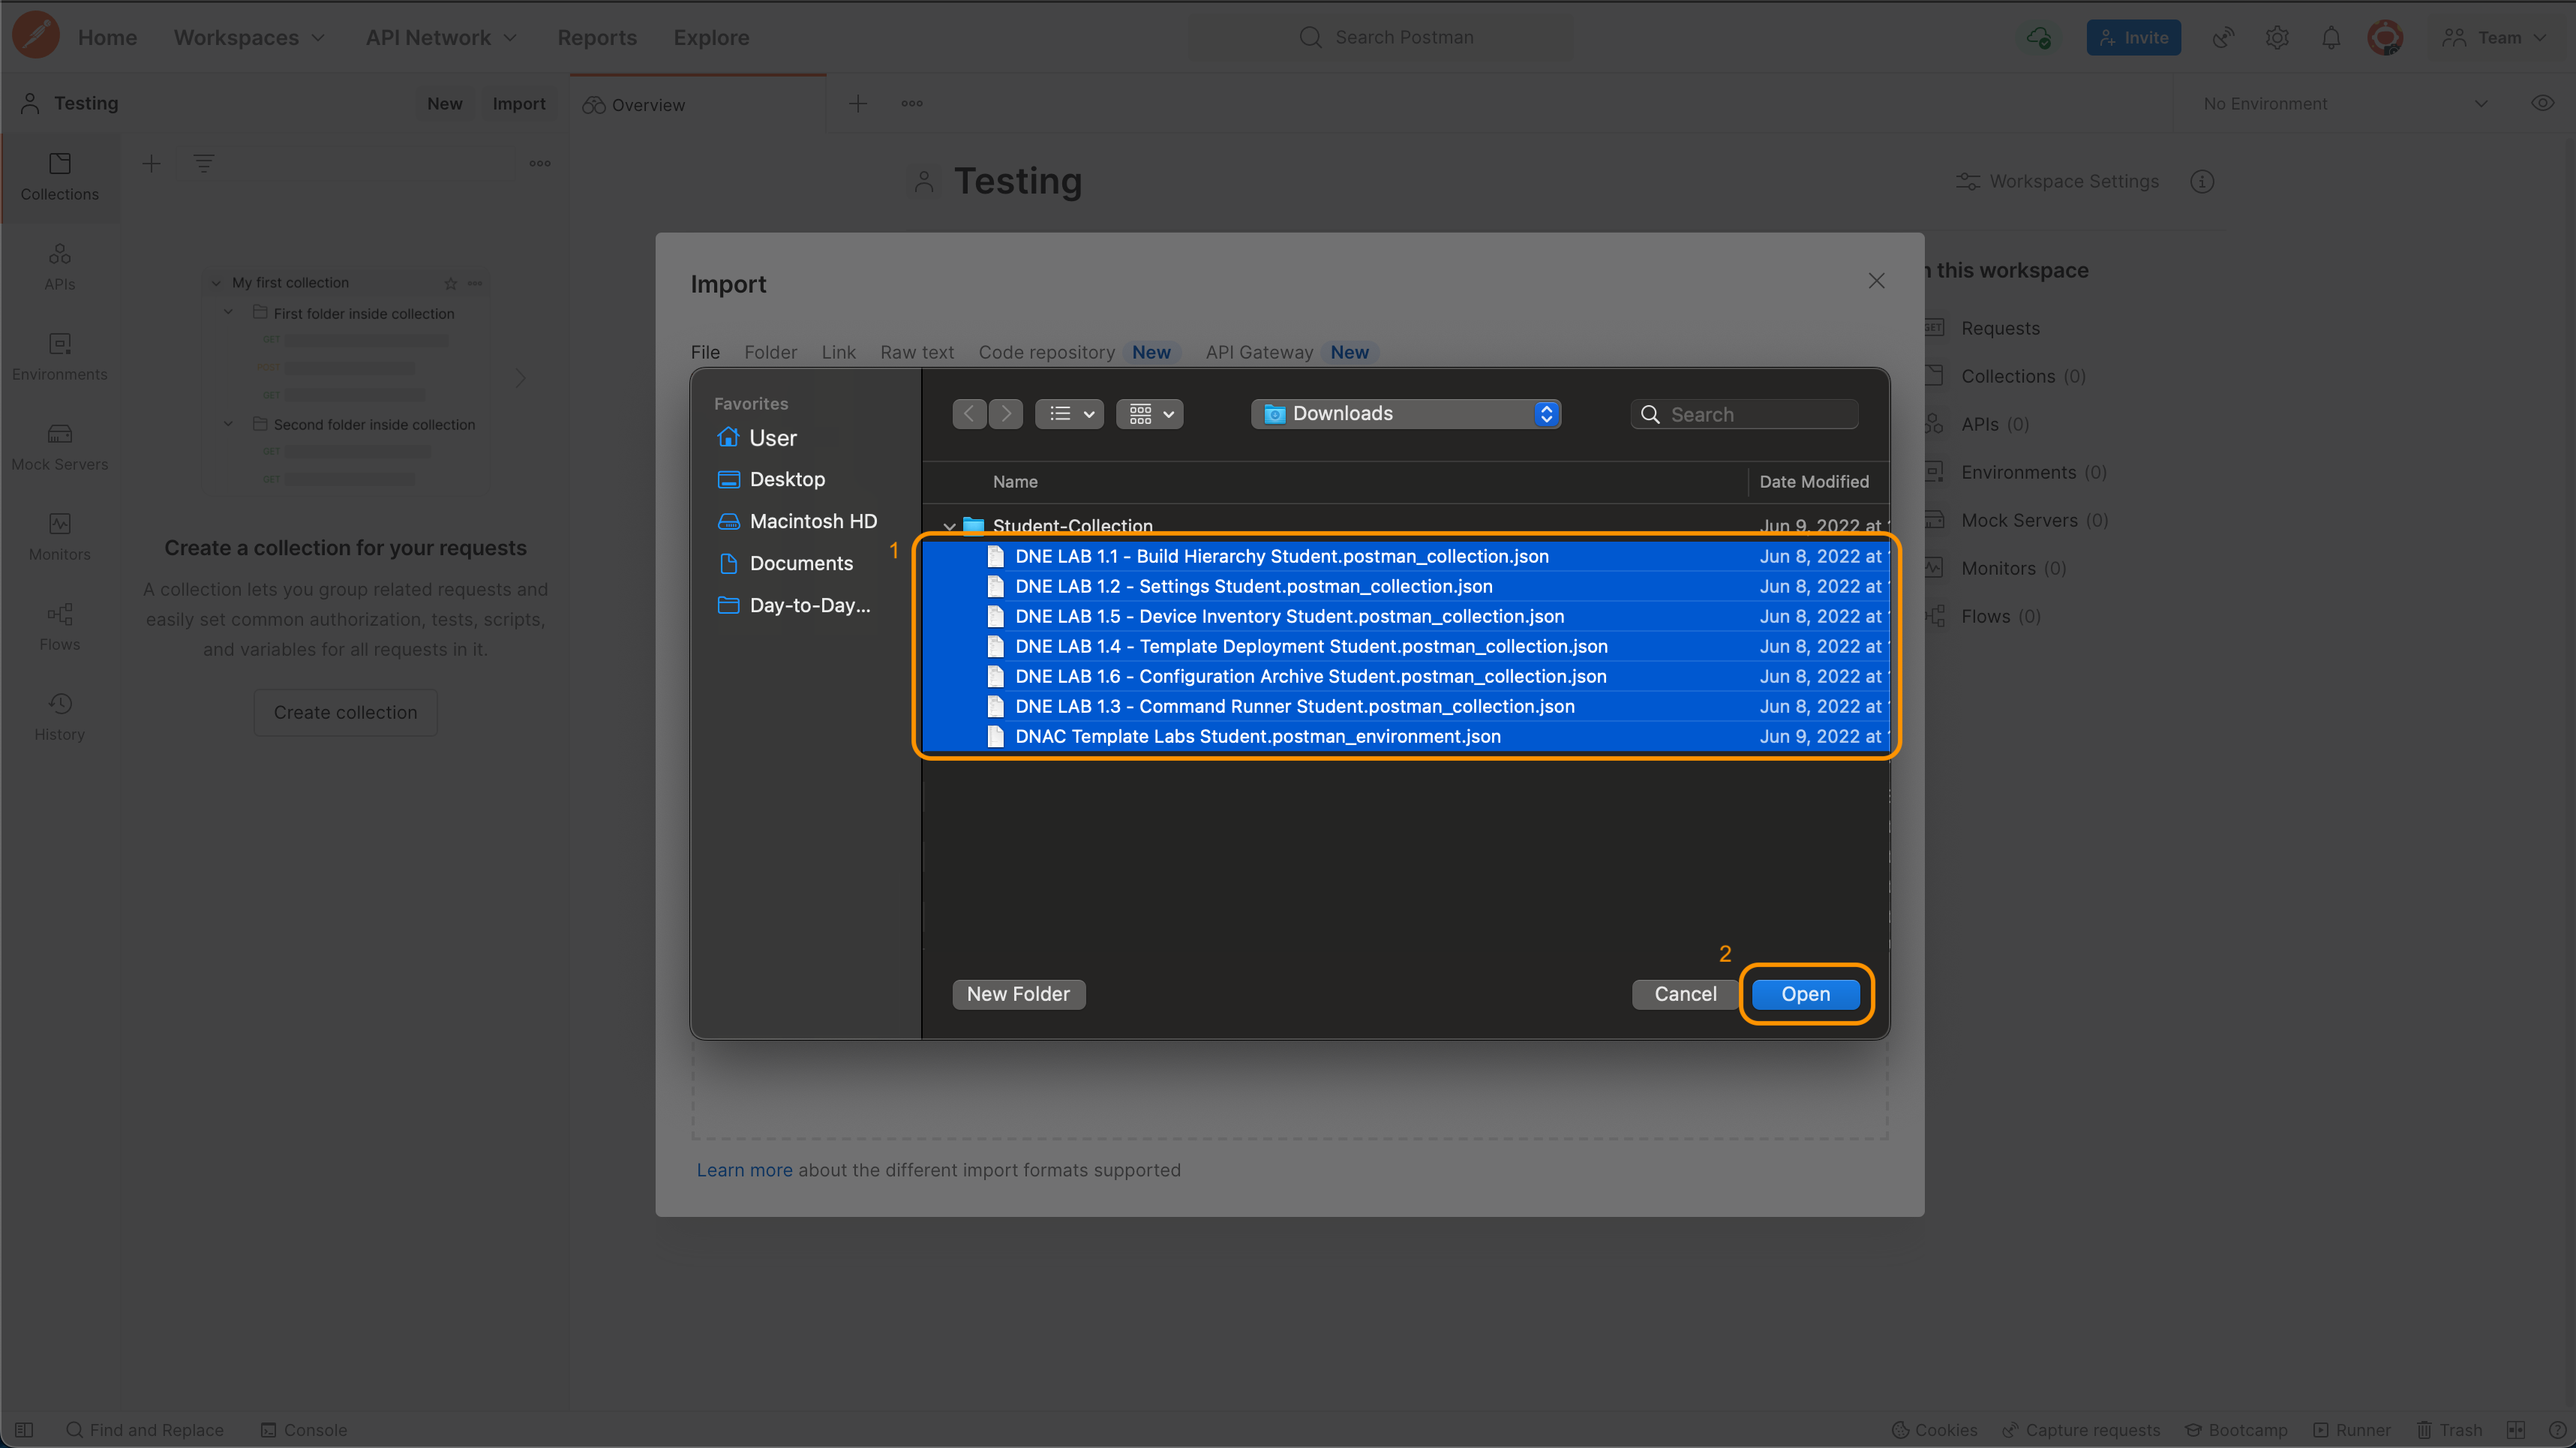 Home Workspaces API Network Reports Explore Search Postman Invite Team
Testing New Import Overview No Environment
Collections
APIs
Environments
Mock Servers
Monitors
Flows
History
My first collection
First folder inside collection
GET
POST
GET
Second folder inside collection
GET
GET
Create a collection for your requests
A collection lets you group related requests and
easily set common authorization, tests, scripts,
and variables for all requests in it.
Create collection
Testing
Workspace Settings
Import
File Folder Link Raw text Code repository New API Gateway New
Favorites
User
Desktop
Macintosh HD
Documents
Day-to-Day...
Downloads
Search
Name Date Modified
Student-Collection Jun 9, 2022 at
1
DNE LAB 1.1 - Build Hierarchy Student.postman_collection.json Jun 8, 2022 at
DNE LAB 1.2 - Settings Student.postman_collection.json Jun 8, 2022 at
DNE LAB 1.5 - Device Inventory Student.postman_collection.json Jun 8, 2022 at
DNE LAB 1.4 - Template Deployment Student.postman_collection.json Jun 8, 2022 at
DNE LAB 1.6 - Configuration Archive Student.postman_collection.json Jun 8, 2022 at
DNE LAB 1.3 - Command Runner Student.postman_collection.json Jun 8, 2022 at
DNAC Template Labs Student.postman_environment.json Jun 9, 2022 at
2
New Folder Cancel Open
Learn more about the different import formats supported
this workspace
GET Requests
Collections (0)
APIs (0)
Environments (0)
Mock Servers (0)
Monitors (0)
Flows (0)
Find and Replace Console Cookies Capture requests Bootcamp Runner Trash